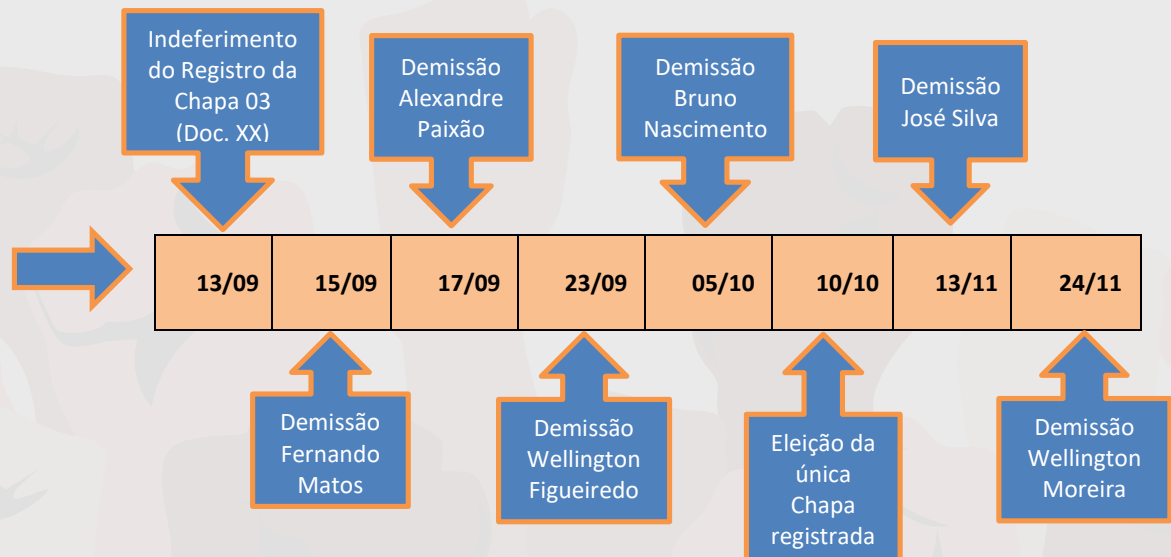 Indeferimento
do Registro da
Chapa 03
(Doc. XX)
Demissão
Alexandre
Paixão
Demissão
Bruno
Nascimento
Demissão
José Silva
13/09 15/09 17/09 23/09 05/10 10/10 13/11 24/11
Demissão
Fernando
Matos
Demissão
Wellington
Figueiredo
Eleição da
única
Chapa
registrada
Demissão
Wellington
Moreira